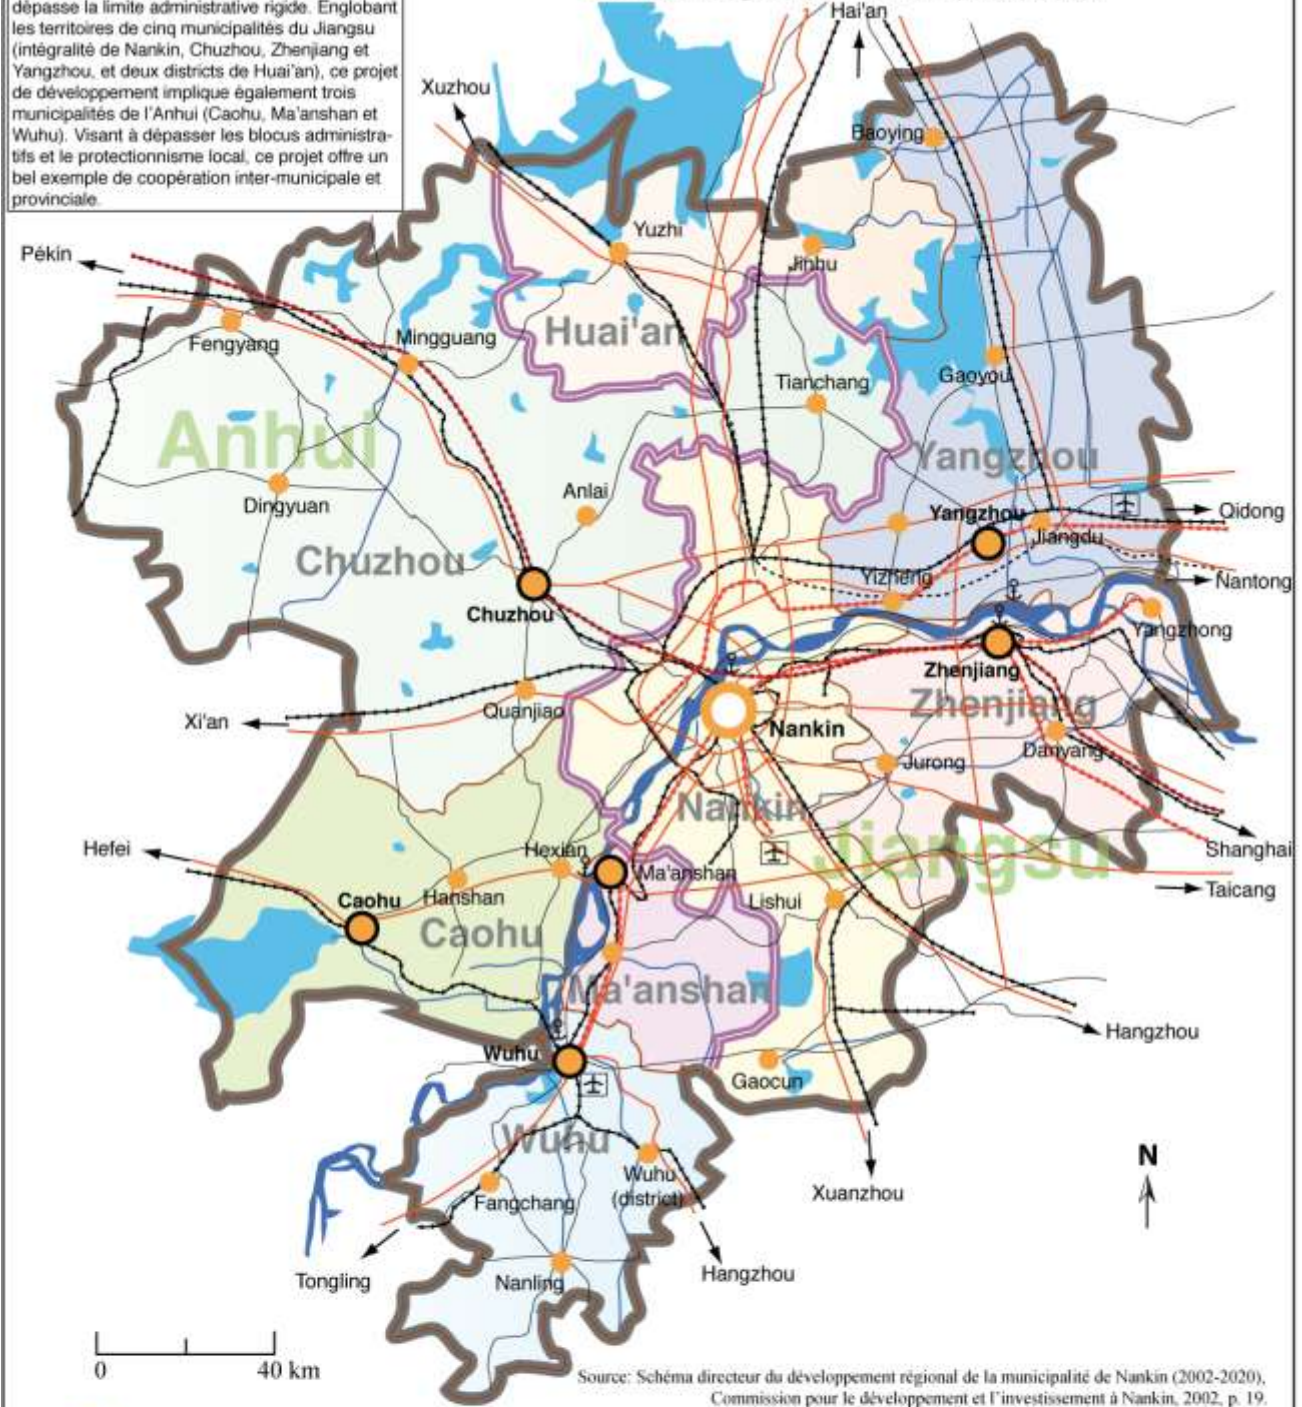 dépasse la limite administrative rigide. Englobant
les territoires de cinq municipalités du Jiangsu
(intégralité de Nankin, Chuzhou, Zhenjiang et
Yangzhou, et deux districts de Huai'an), ce projet
de développement implique également trois
municipalités de l'Anhui (Caohu, Ma'anshan et
Wuhu). Visant à dépasser les blocus administra-
tifs et le protectionnisme local, ce projet offre un
bel exemple de coopération inter-municipale et
provinciale.
Hai'an
Xuzhou
Baoying
Yuzhi
Jinhu
Pékin
Fengyang
Mingguang
Huai'an
Tianchang
Gaoyou
Anhui
Yangzhou
Dingyuan
Anlai
Yangzhou
Qidong
Jiangdu
Chuzhou
Yizheng
Nantong
Chuzhou
Yangzhong
Zhenjiang
Zhenjiang
Quanjiao
Xi'an
Nankin
Danyang
Jurong
Nankin
Jiangsu
Hefei
Hexian
Shanghai
Ma'anshan
Hanshan
Taicang
Caohu
Lishui
Caohu
Ma'anshan
Hangzhou
Wuhu
Gaocun
Wuhu
N
Wuhu
(district)
Fangchang
Xuanzhou
Tongling
Nanling
Hangzhou
0 40 km
Source: Schéma directeur du développement régional de la municipalité de Nankin (2002-2020),
Commission pour le développement et l'investissement à Nankin, 2002, p. 19.